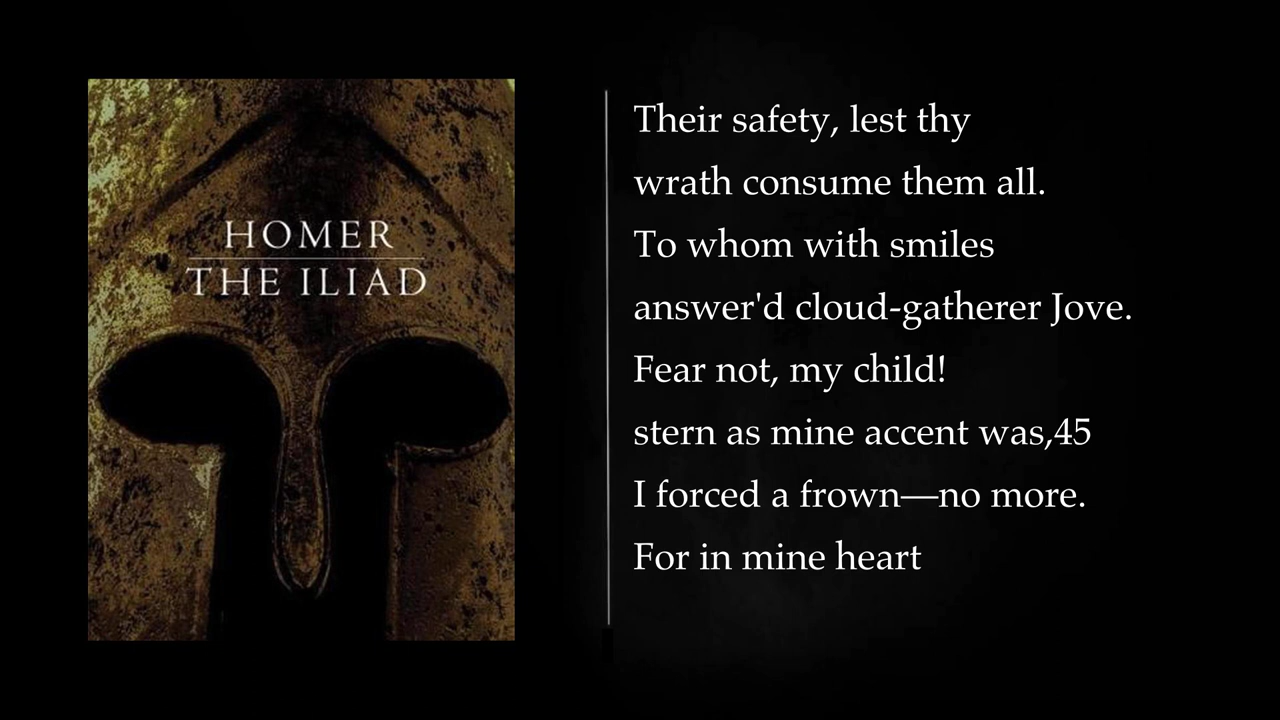 HOMER
THE ILIAD
Their safety, lest thy
wrath consume them all.
To whom with smiles
answer'd cloud-gatherer Jove.
Fear not, my child!
stern as mine accent was,45
I forced a frown—no more.
For in mine heart